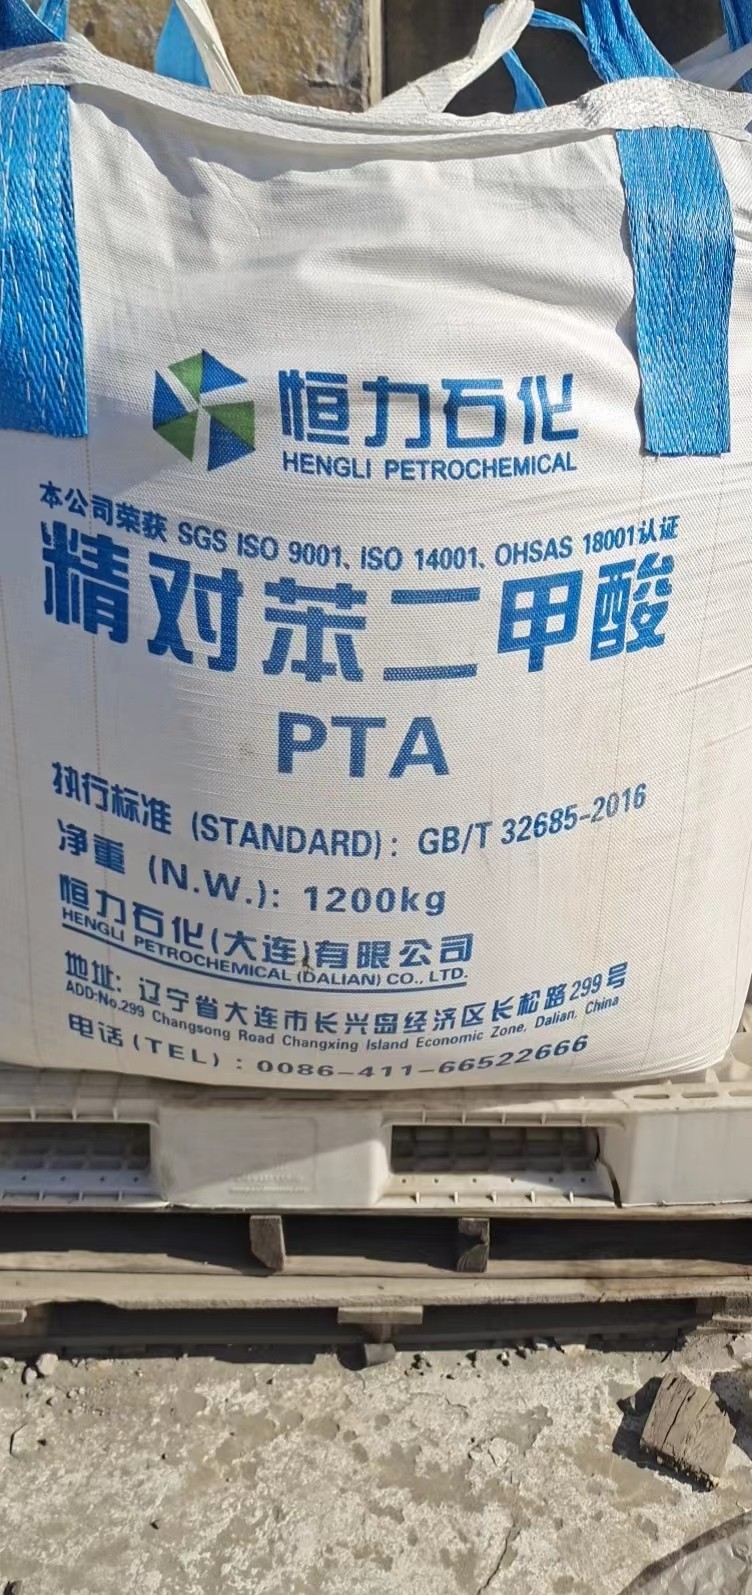 恒力石化
HENGLI PETROCHEMICAL
本公司荣获 SGS ISO 9001、ISO 14001、OHSAS 18001认证
精对苯二甲酸
PTA
执行标准 (STANDARD)：GB/T 32685-2016
净重 (N.W.)：1200kg
恒力石化(大连)有限公司
HENGLI PETROCHEMICAL (DALIAN) CO., LTD.
地址：辽宁省大连市长兴岛经济区长松路299号
ADD:No.299 Changsong Road Changxing Island Economic Zone, Dalian, China
电话(TEL)：0086-411-66522666